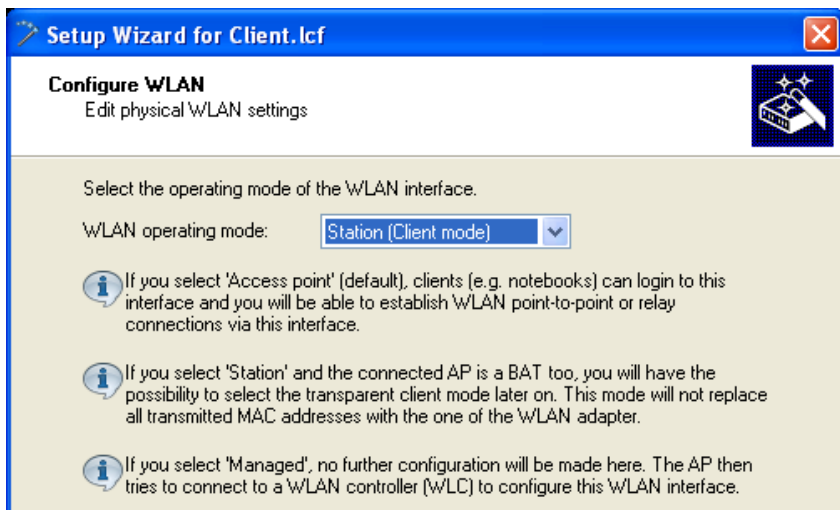 Setup Wizard for Client.lcf
Configure WLAN
Edit physical WLAN settings
Select the operating mode of the WLAN interface.
WLAN operating mode: Station (Client mode)
If you select 'Access point' (default), clients (e.g. notebooks) can login to this
interface and you will be able to establish WLAN point-to-point or relay
connections via this interface.
If you select 'Station' and the connected AP is a BAT too, you will have the
possibility to select the transparent client mode later on. This mode will not replace
all transmitted MAC addresses with the one of the WLAN adapter.
If you select 'Managed', no further configuration will be made here. The AP then
tries to connect to a WLAN controller (WLC) to configure this WLAN interface.